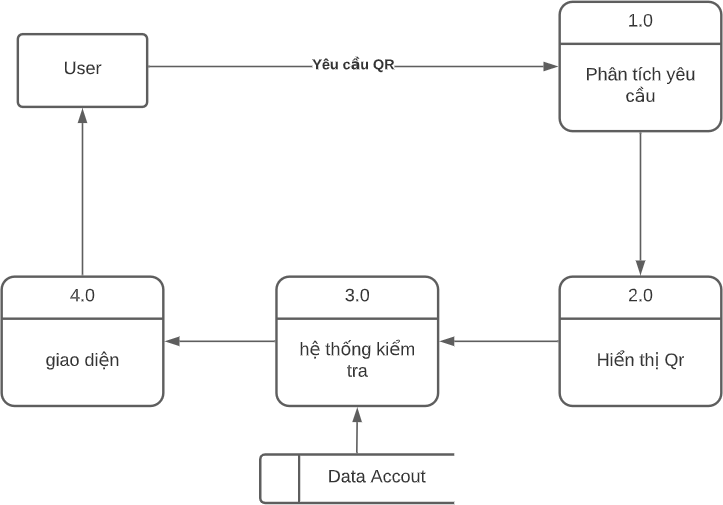 1.0
User
Yêu cầu QR
Phân tích yêu
cầu
4.0
3.0
2.0
giao diện
hệ thống kiểm
tra
Hiển thị Qr
Data Accout